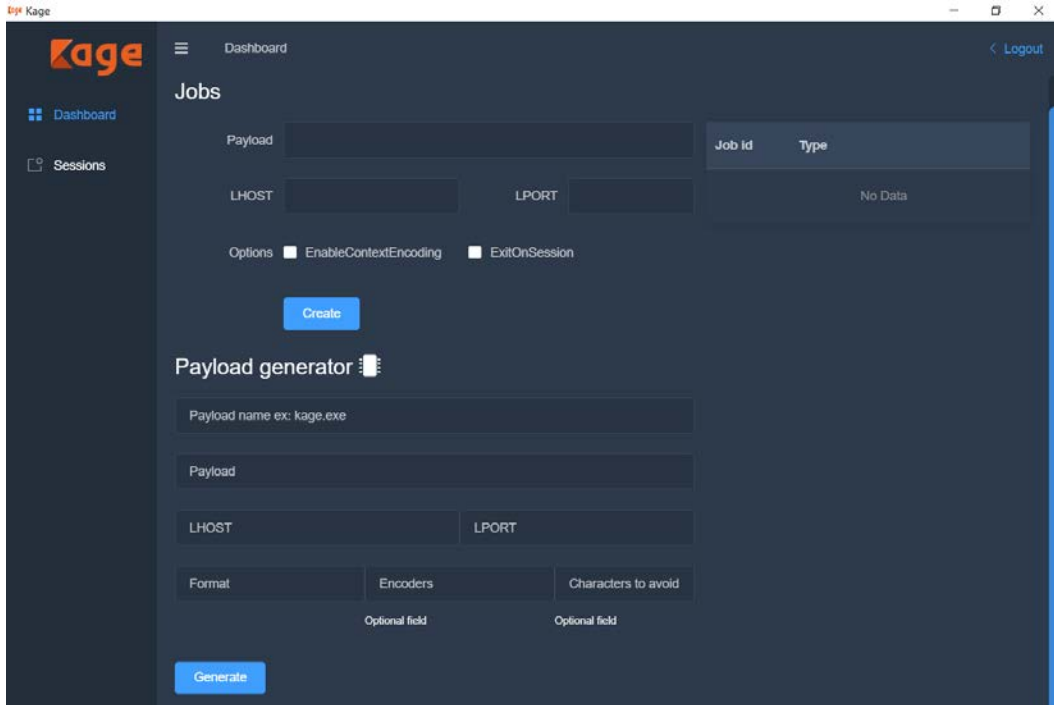 Kage Kage
Kage
Dashboard
Logout
Dashboard
Sessions
Jobs
Payload
LHOST
LPORT
Options
EnableContextEncoding
ExitOnSession
Create
Job id
Type
No Data
Payload generator
Payload name ex: kage.exe
Payload
LHOST
LPORT
Format
Encoders
Characters to avoid
Optional field
Optional field
Generate